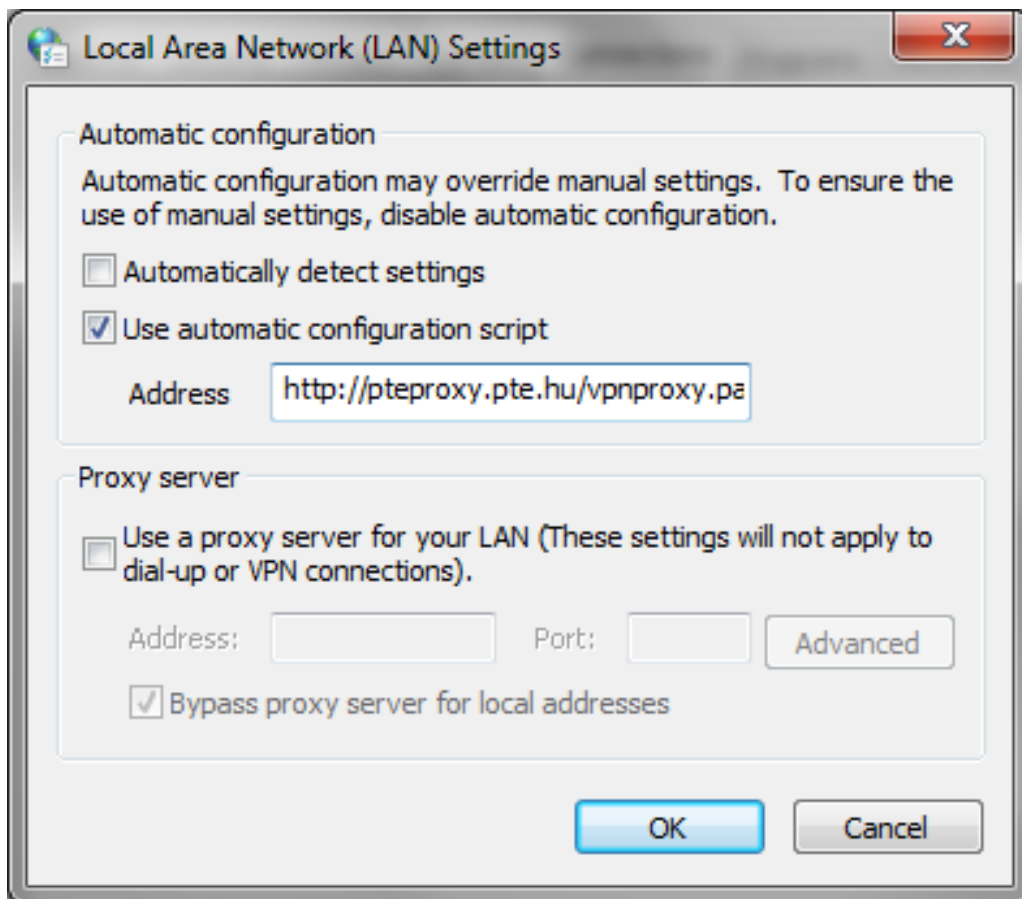 Local Area Network (LAN) Settings
Automatic configuration
Automatic configuration may override manual settings.  To ensure the
use of manual settings, disable automatic configuration.
Automatically detect settings
Use automatic configuration script
Address http://pteproxy.pte.hu/vpnproxy.pa
Proxy server
Use a proxy server for your LAN (These settings will not apply to
dial-up or VPN connections).
Address: Port: Advanced
Bypass proxy server for local addresses
OK Cancel